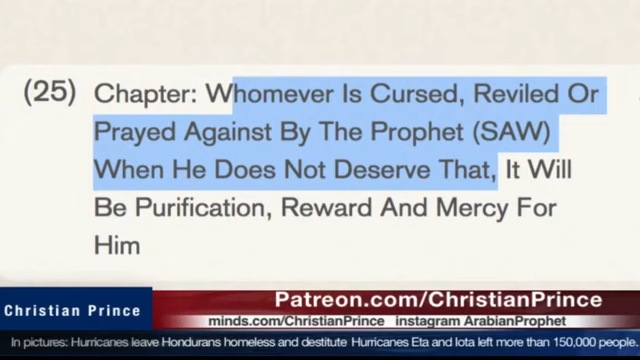 (25) Chapter: Whomever Is Cursed, Reviled Or
Prayed Against By The Prophet (SAW)
When He Does Not Deserve That, It Will
Be Purification, Reward And Mercy For
Him
Christian Prince
Patreon.com/ChristianPrince
minds.com/ChristianPrince instagram ArabianProphet
In pictures: Hurricanes leave Hondurans homeless and destitute Hurricanes Eta and Iota left more than 150,000 people.